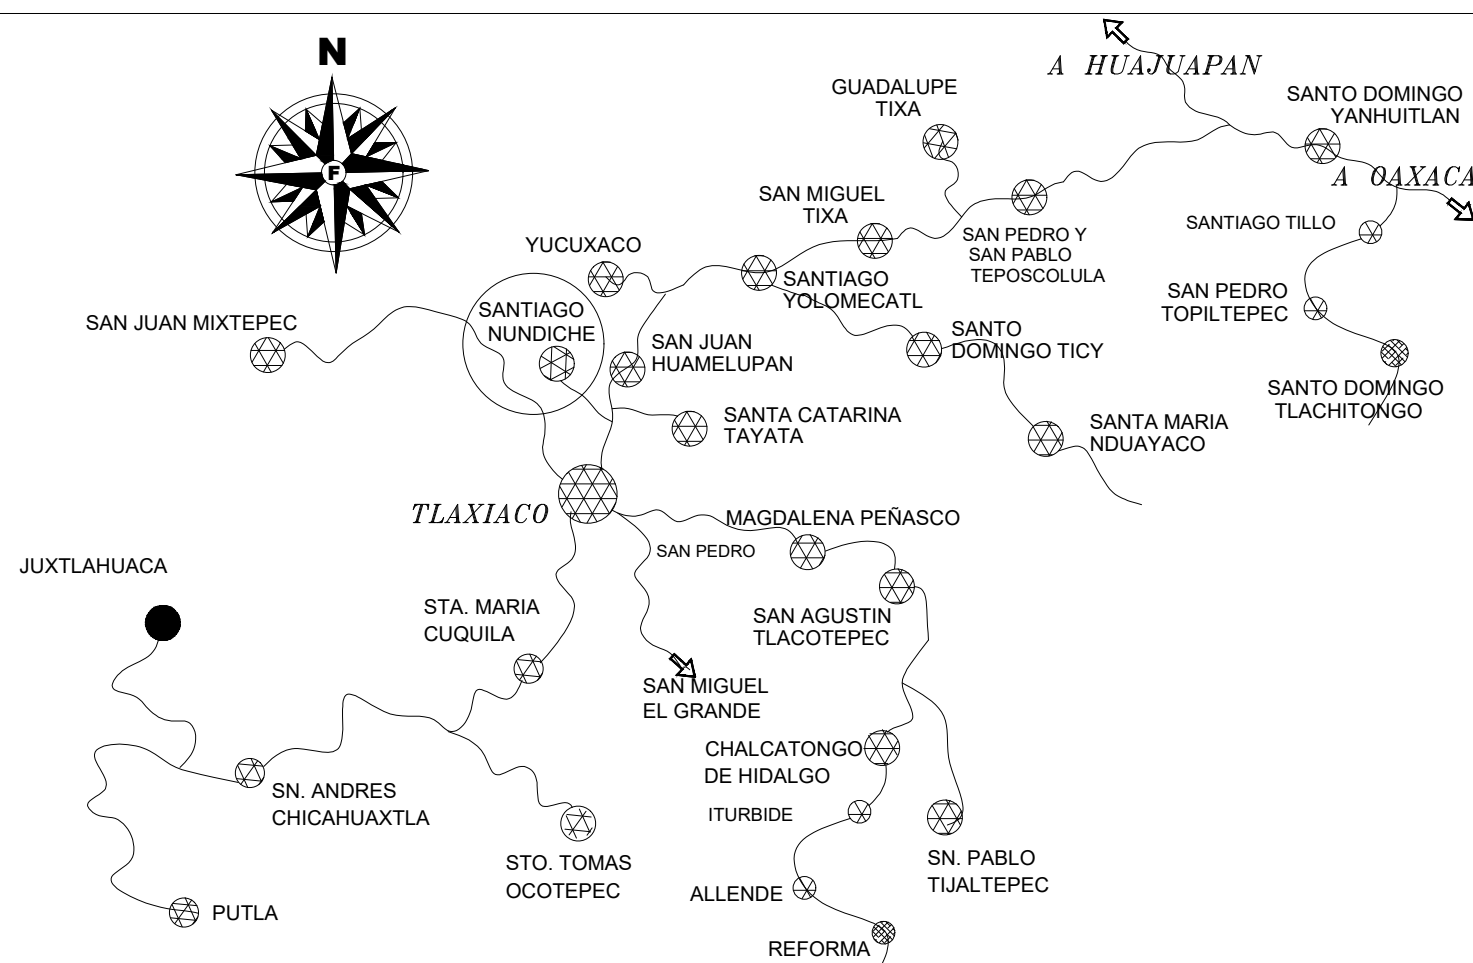 N
F
A HUAJUAPAN
GUADALUPE
TIXA
SANTO DOMINGO
YANHUITLAN
A OAXACA
SAN MIGUEL
TIXA
SANTIAGO TILLO
SAN PEDRO Y
SAN PABLO
TEPOSCOLULA
YUCUXACO
SANTIAGO
YOLOMECATL
SAN PEDRO
TOPILTEPEC
SAN JUAN MIXTEPEC
SANTIAGO
NUNDICHE
SAN JUAN
HUAMELUPAN
SANTO
DOMINGO TICY
SANTO DOMINGO
TLACHITONGO
SANTA CATARINA
TAYATA
SANTA MARIA
NDUAYACO
TLAXIACO
MAGDALENA PEÑASCO
SAN PEDRO
JUXTLAHUACA
STA. MARIA
CUQUILA
SAN AGUSTIN
TLACOTEPEC
SAN MIGUEL
EL GRANDE
CHALCATONGO
DE HIDALGO
SN. ANDRES
CHICAHUAXTLA
ITURBIDE
STO. TOMAS
OCOTEPEC
SN. PABLO
TIJALTEPEC
ALLENDE
PUTLA
REFORMA